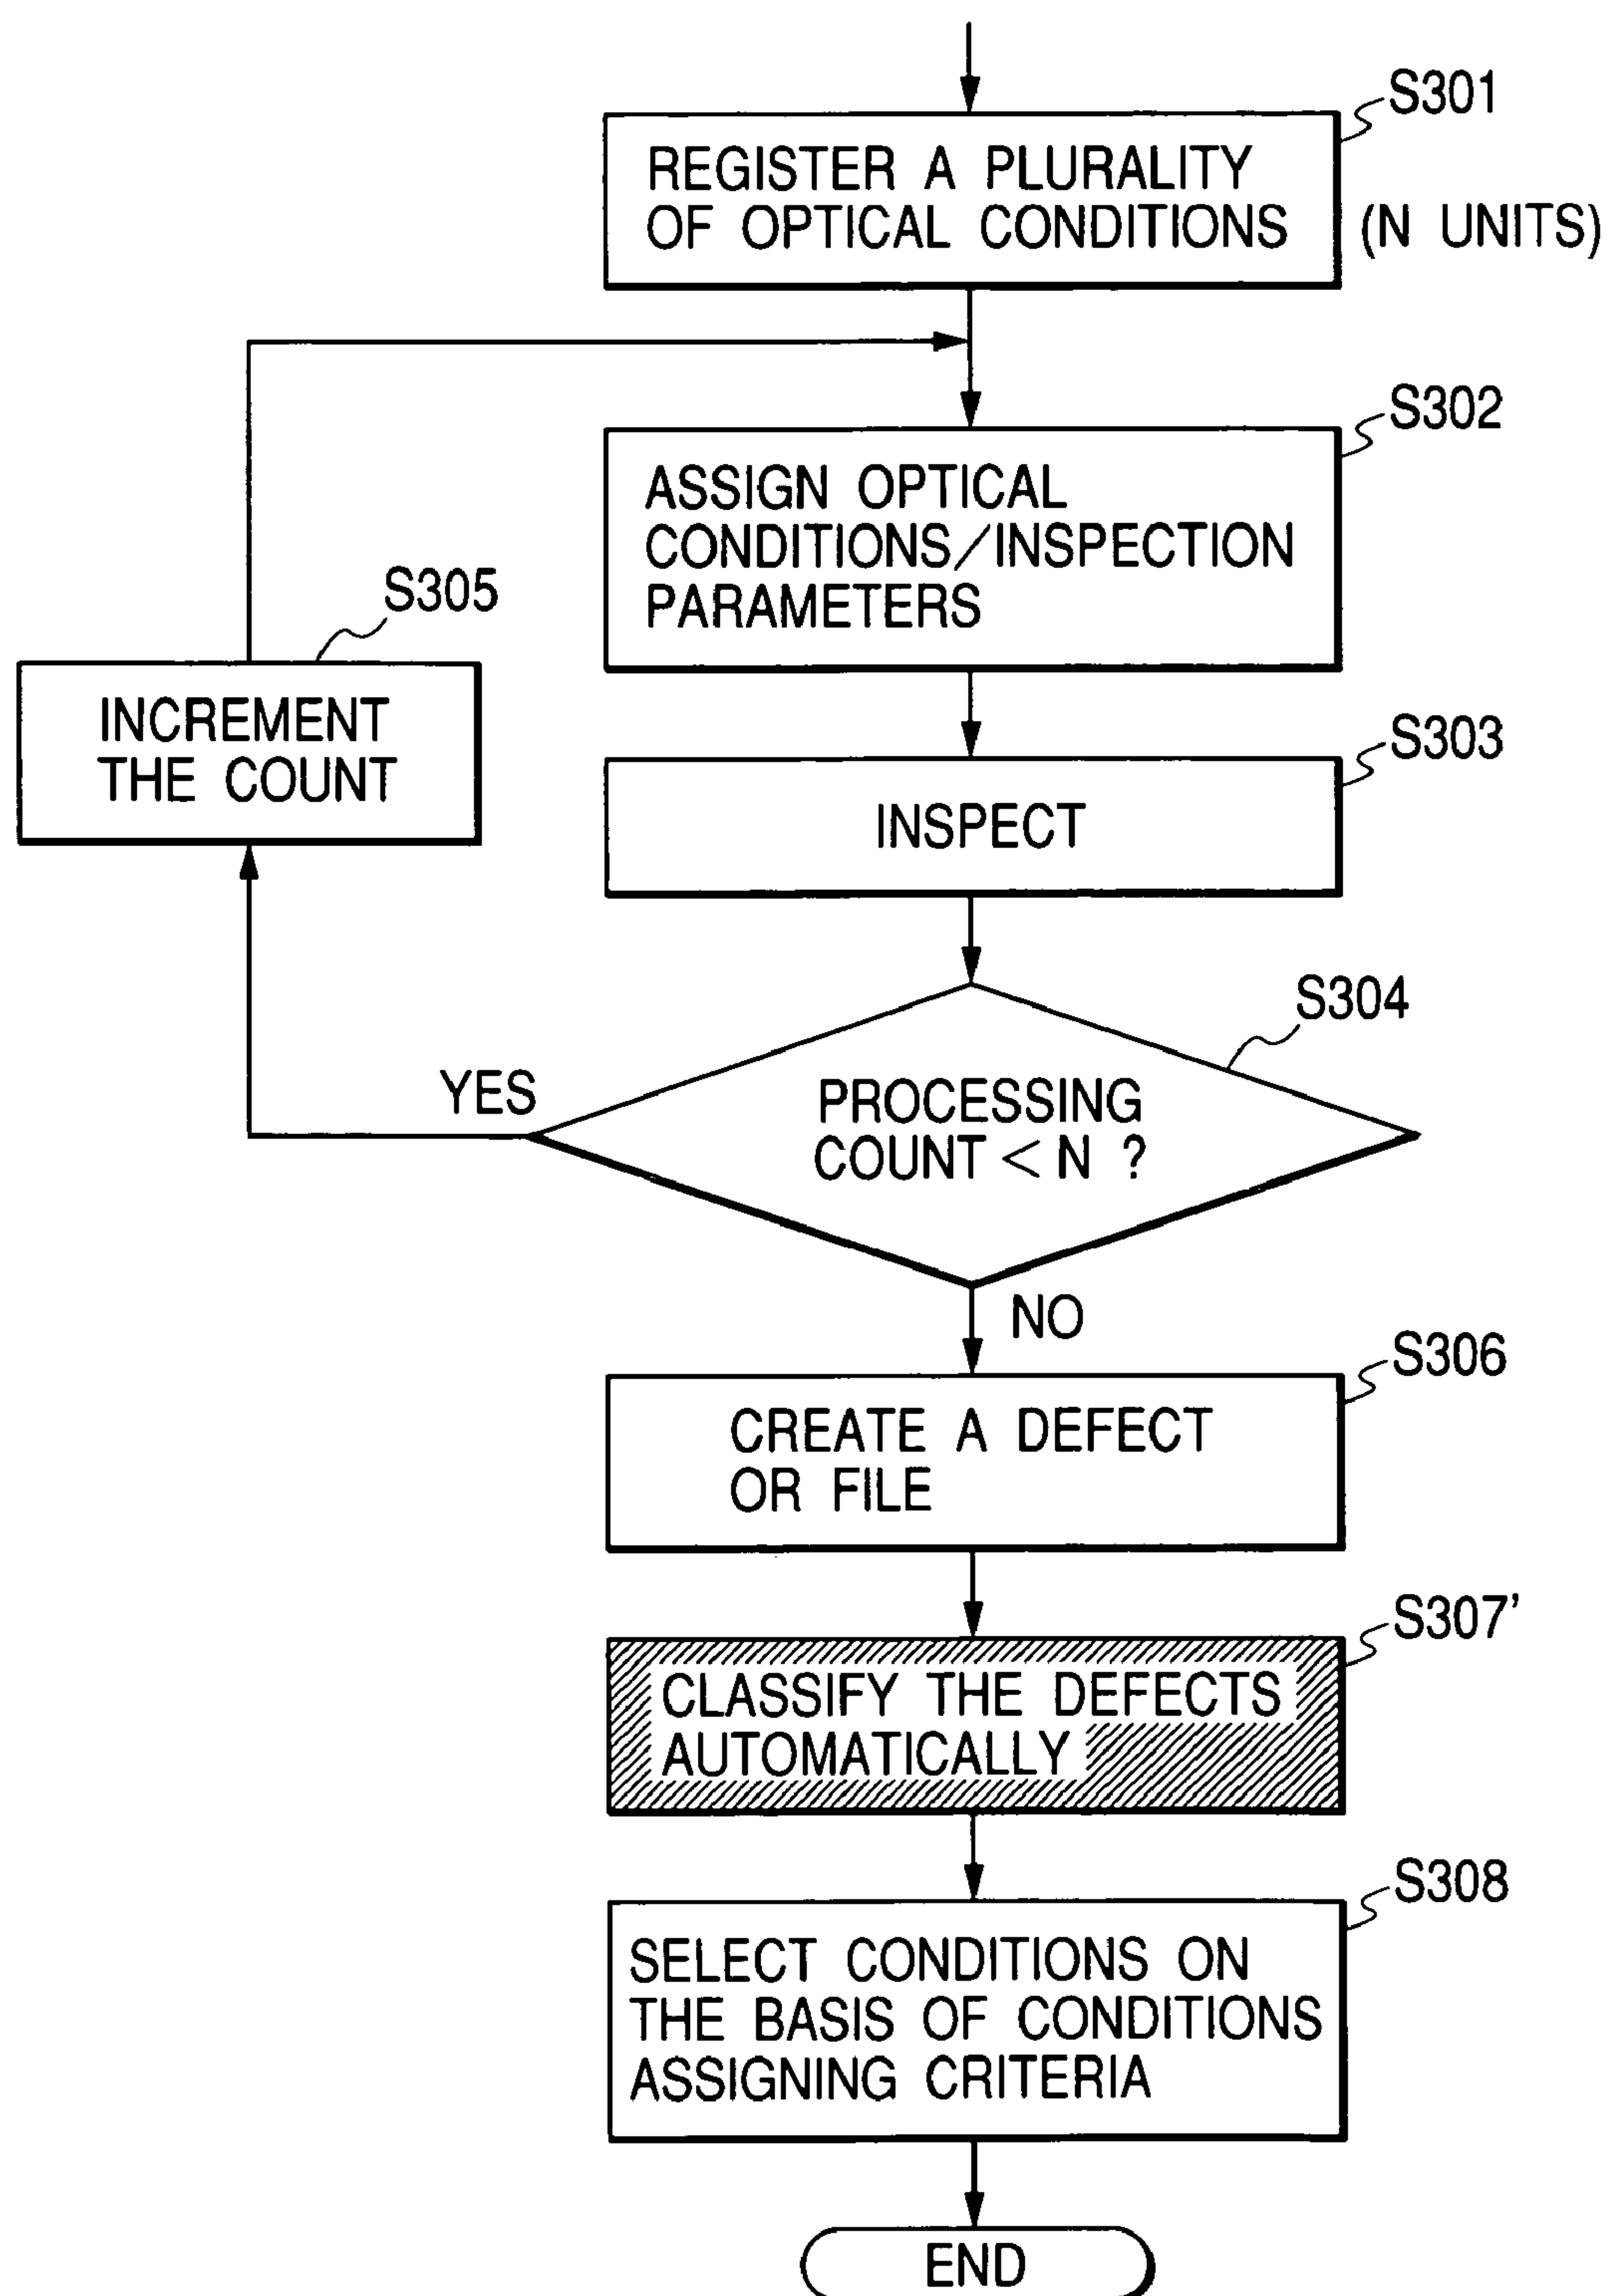 S301
REGISTER A PLURALITY
OF OPTICAL CONDITIONS
(N UNITS)
S302
ASSIGN OPTICAL
CONDITIONS/INSPECTION
PARAMETERS
S305
INCREMENT
THE COUNT
S303
INSPECT
S304
YES
PROCESSING
COUNT < N ?
NO
S306
CREATE A DEFECT
OR FILE
S307'
CLASSIFY THE DEFECTS
AUTOMATICALLY
S308
SELECT CONDITIONS ON
THE BASIS OF CONDITIONS
ASSIGNING CRITERIA
END